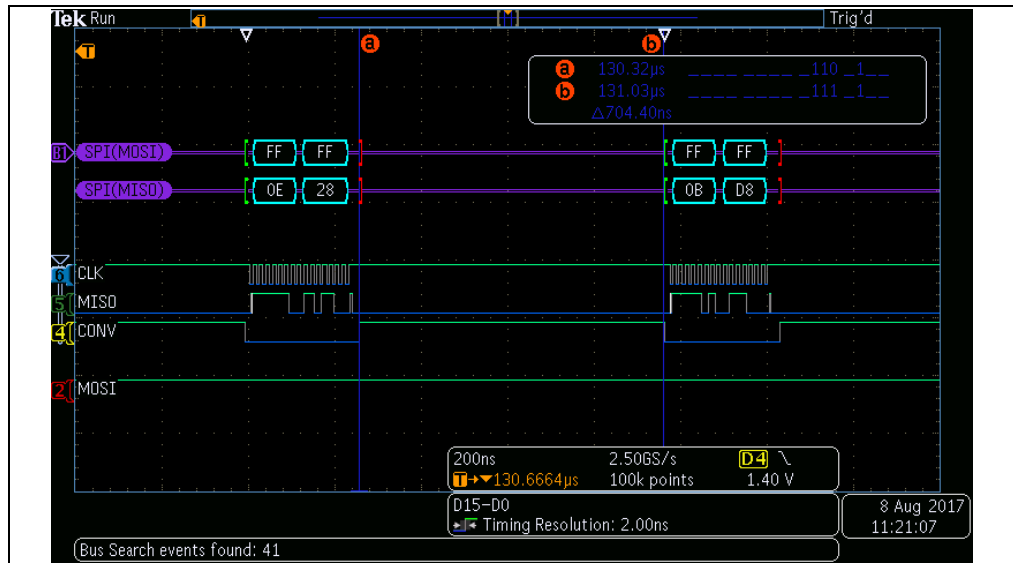 Tek Run T Trig'd
T a b
a 130.32µs ____ ____ _110 _1__
b 131.03µs ____ ____ _111 _1__
△704.40ns
B1 SPI(MOSI) FF FF FF FF
SPI(MISO) 0E 28 0B D8
6 CLK
5 MISO
4 CONV
2 MOSI
200ns 2.50GS/s D4 \
T→▼130.6664µs 100k points 1.40 V
D15-D0
Timing Resolution: 2.00ns
8 Aug 2017
11:21:07
Bus Search events found: 41